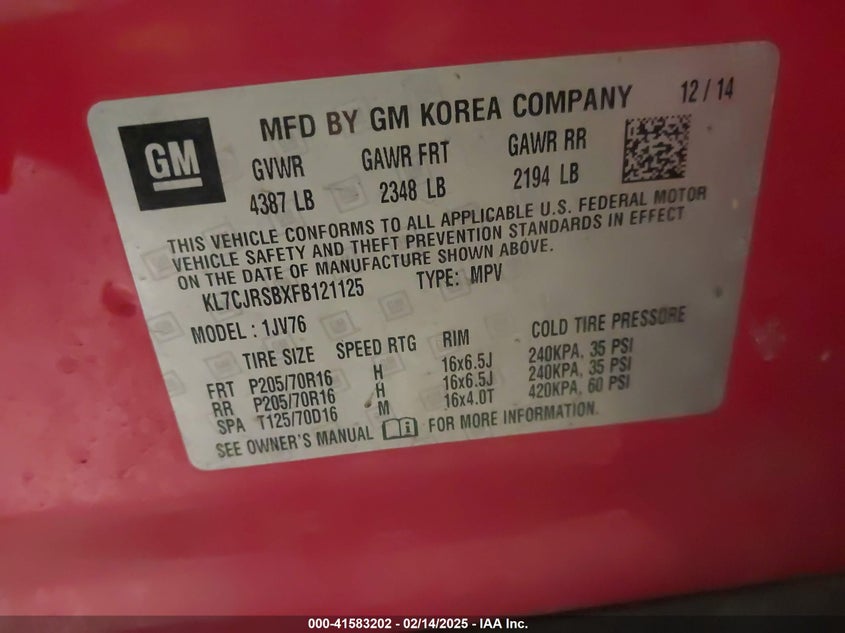 MFD BY GM KOREA COMPANY 12 / 14
GM
GVWR GAWR FRT GAWR RR
4387 LB 2348 LB 2194 LB
THIS VEHICLE CONFORMS TO ALL APPLICABLE U.S. FEDERAL MOTOR
VEHICLE SAFETY AND THEFT PREVENTION STANDARDS IN EFFECT
ON THE DATE OF MANUFACTURE SHOWN ABOVE.
KL7CJRSBXFB121125 TYPE: MPV
MODEL : 1JV76
TIRE SIZE SPEED RTG RIM COLD TIRE PRESSURE
FRT P205/70R16 H 16x6.5J 240KPA, 35 PSI
RR P205/70R16 H 16x6.5J 240KPA, 35 PSI
SPA T125/70D16 M 16x4.0T 420KPA, 60 PSI
SEE OWNER'S MANUAL FOR MORE INFORMATION.
000-41583202 - 02/14/2025 - IAA Inc.